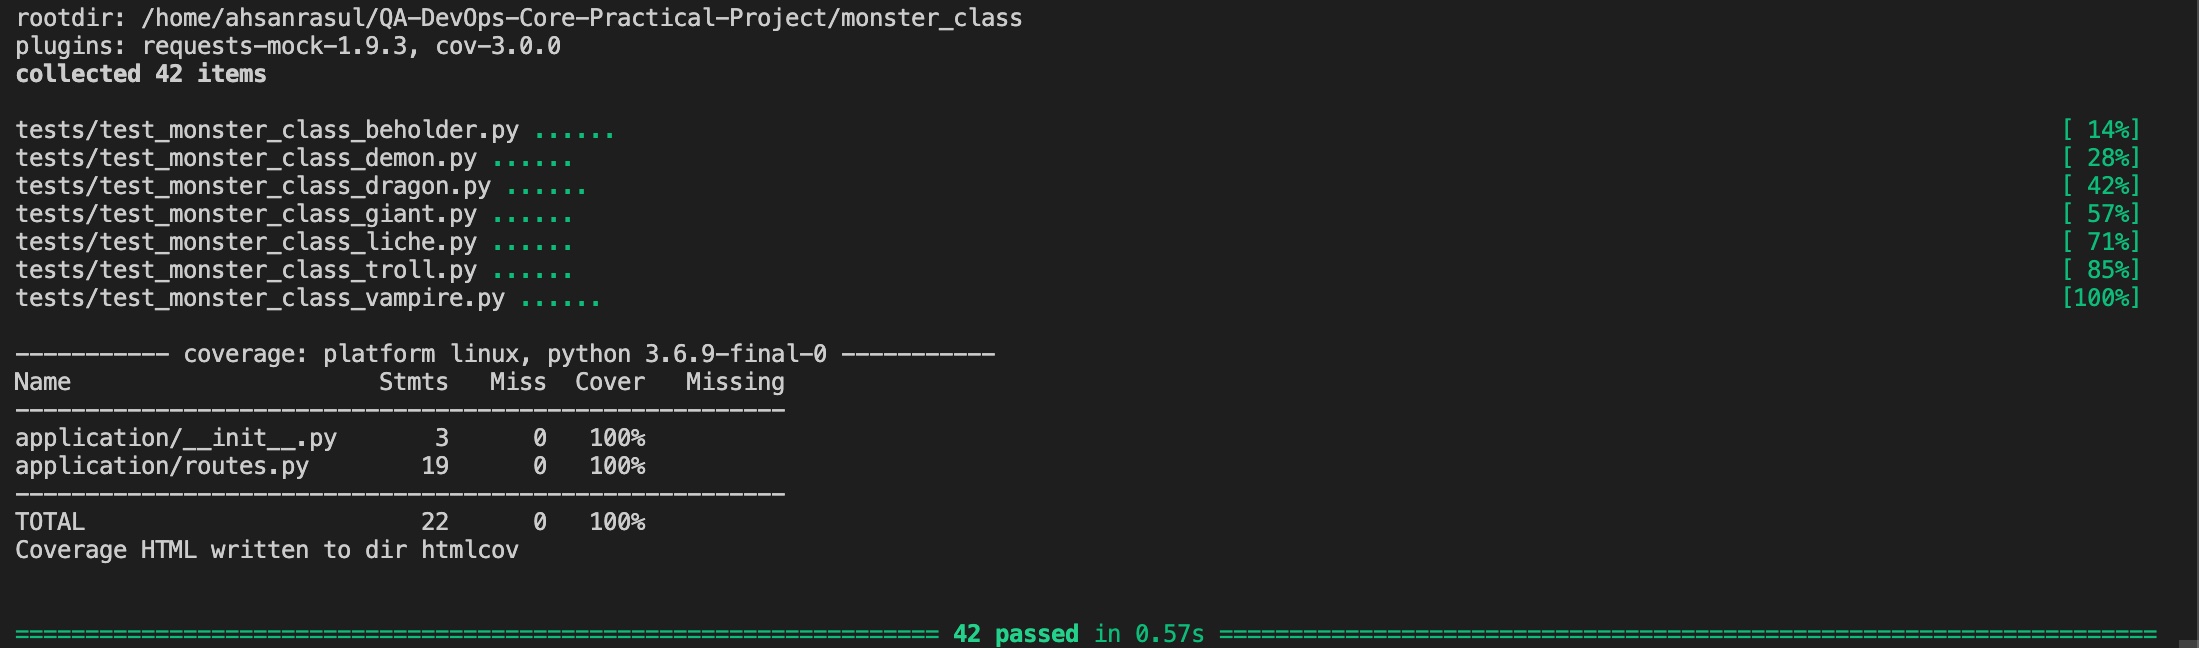 rootdir: /home/ahsanrasul/QA-DevOps-Core-Practical-Project/monster_class
plugins: requests-mock-1.9.3, cov-3.0.0
collected 42 items
tests/test_monster_class_beholder.py ...... [ 14%]
tests/test_monster_class_demon.py ...... [ 28%]
tests/test_monster_class_dragon.py ...... [ 42%]
tests/test_monster_class_giant.py ...... [ 57%]
tests/test_monster_class_liche.py ...... [ 71%]
tests/test_monster_class_troll.py ...... [ 85%]
tests/test_monster_class_vampire.py ...... [100%]
----------- coverage: platform linux, python 3.6.9-final-0 -----------
Name Stmts Miss Cover Missing
-------------------------------------------------------
application/__init__.py 3 0 100%
application/routes.py 19 0 100%
-------------------------------------------------------
TOTAL 22 0 100%
Coverage HTML written to dir htmlcov
================================================================== 42 passed in 0.57s ===================================================================